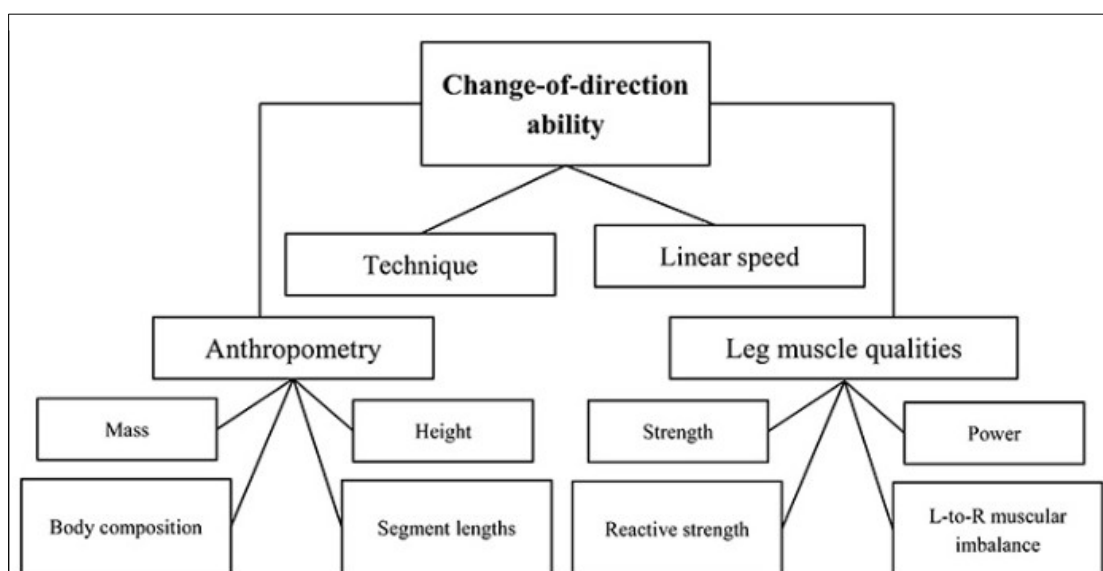 Change-of-direction
ability
Technique
Linear speed
Anthropometry
Leg muscle qualities
Mass
Height
Strength
Power
Body composition
Segment lengths
Reactive strength
L-to-R muscular
imbalance